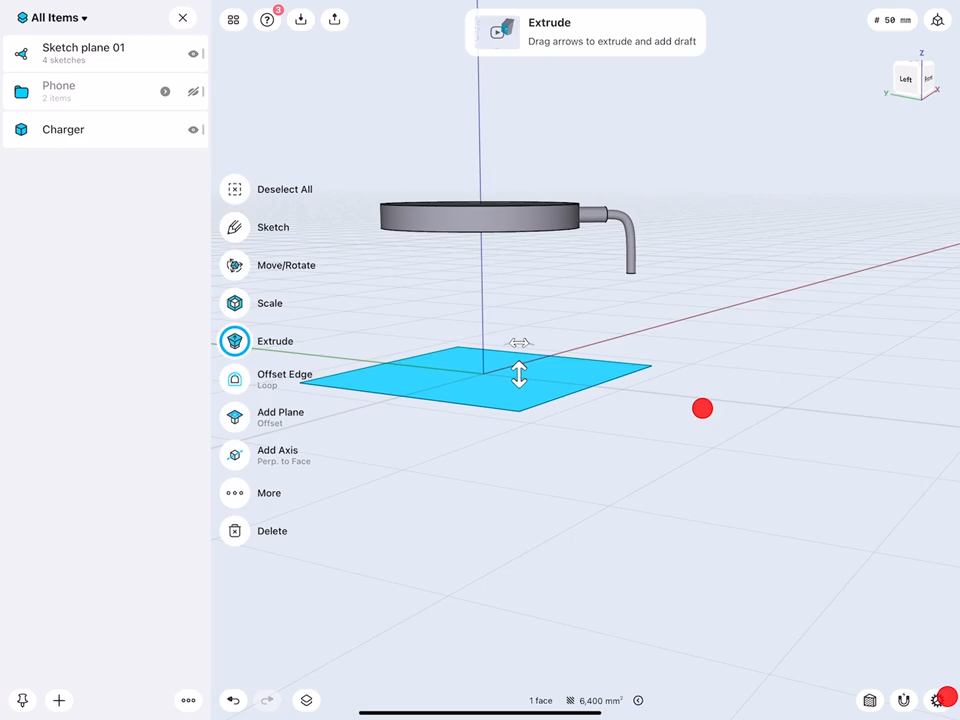 All Items
Sketch plane 01
4 sketches
Phone
2 items
Charger
3
Extrude
Drag arrows to extrude and add draft
# 50 mm
Z
Left
Y
X
Deselect All
Sketch
Move/Rotate
Scale
Extrude
Offset Edge
Loop
Add Plane
Offset
Add Axis
Perp. to Face
More
Delete
1 face
6,400 mm²